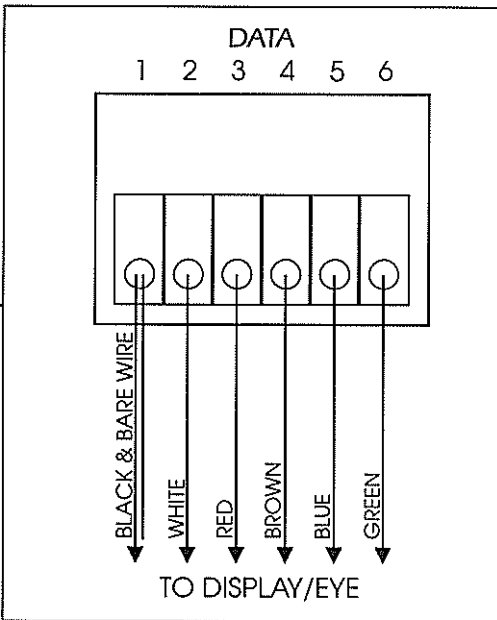 DATA
1 2 3 4 5 6
BLACK & BARE WIRE
WHITE
RED
BROWN
BLUE
GREEN
TO DISPLAY/EYE